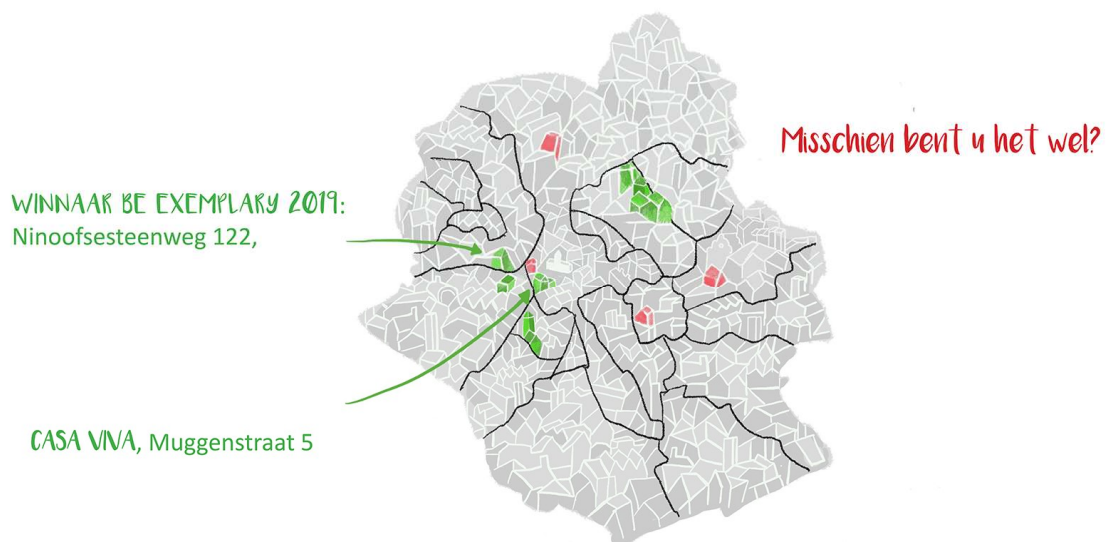 Misschien bent u het wel?
WINNAAR BE EXEMPLARY 2019:
Ninoofsesteenweg 122,
CASA VIVA, Muggenstraat 5